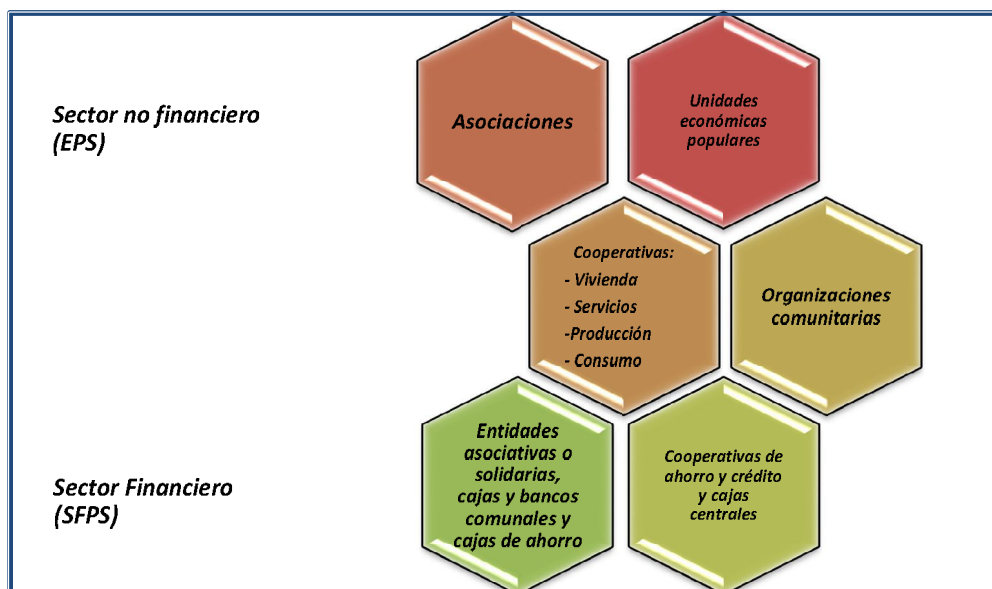 Sector no financiero
(EPS)
Asociaciones
Unidades
económicas
populares
Cooperativas:
- Vivienda
- Servicios
-Producción
- Consumo
Organizaciones
comunitarias
Sector Financiero
(SFPS)
Entidades
asociativas o
solidarias,
cajas y bancos
comunales y
cajas de ahorro
Cooperativas de
ahorro y crédito
y cajas
centrales